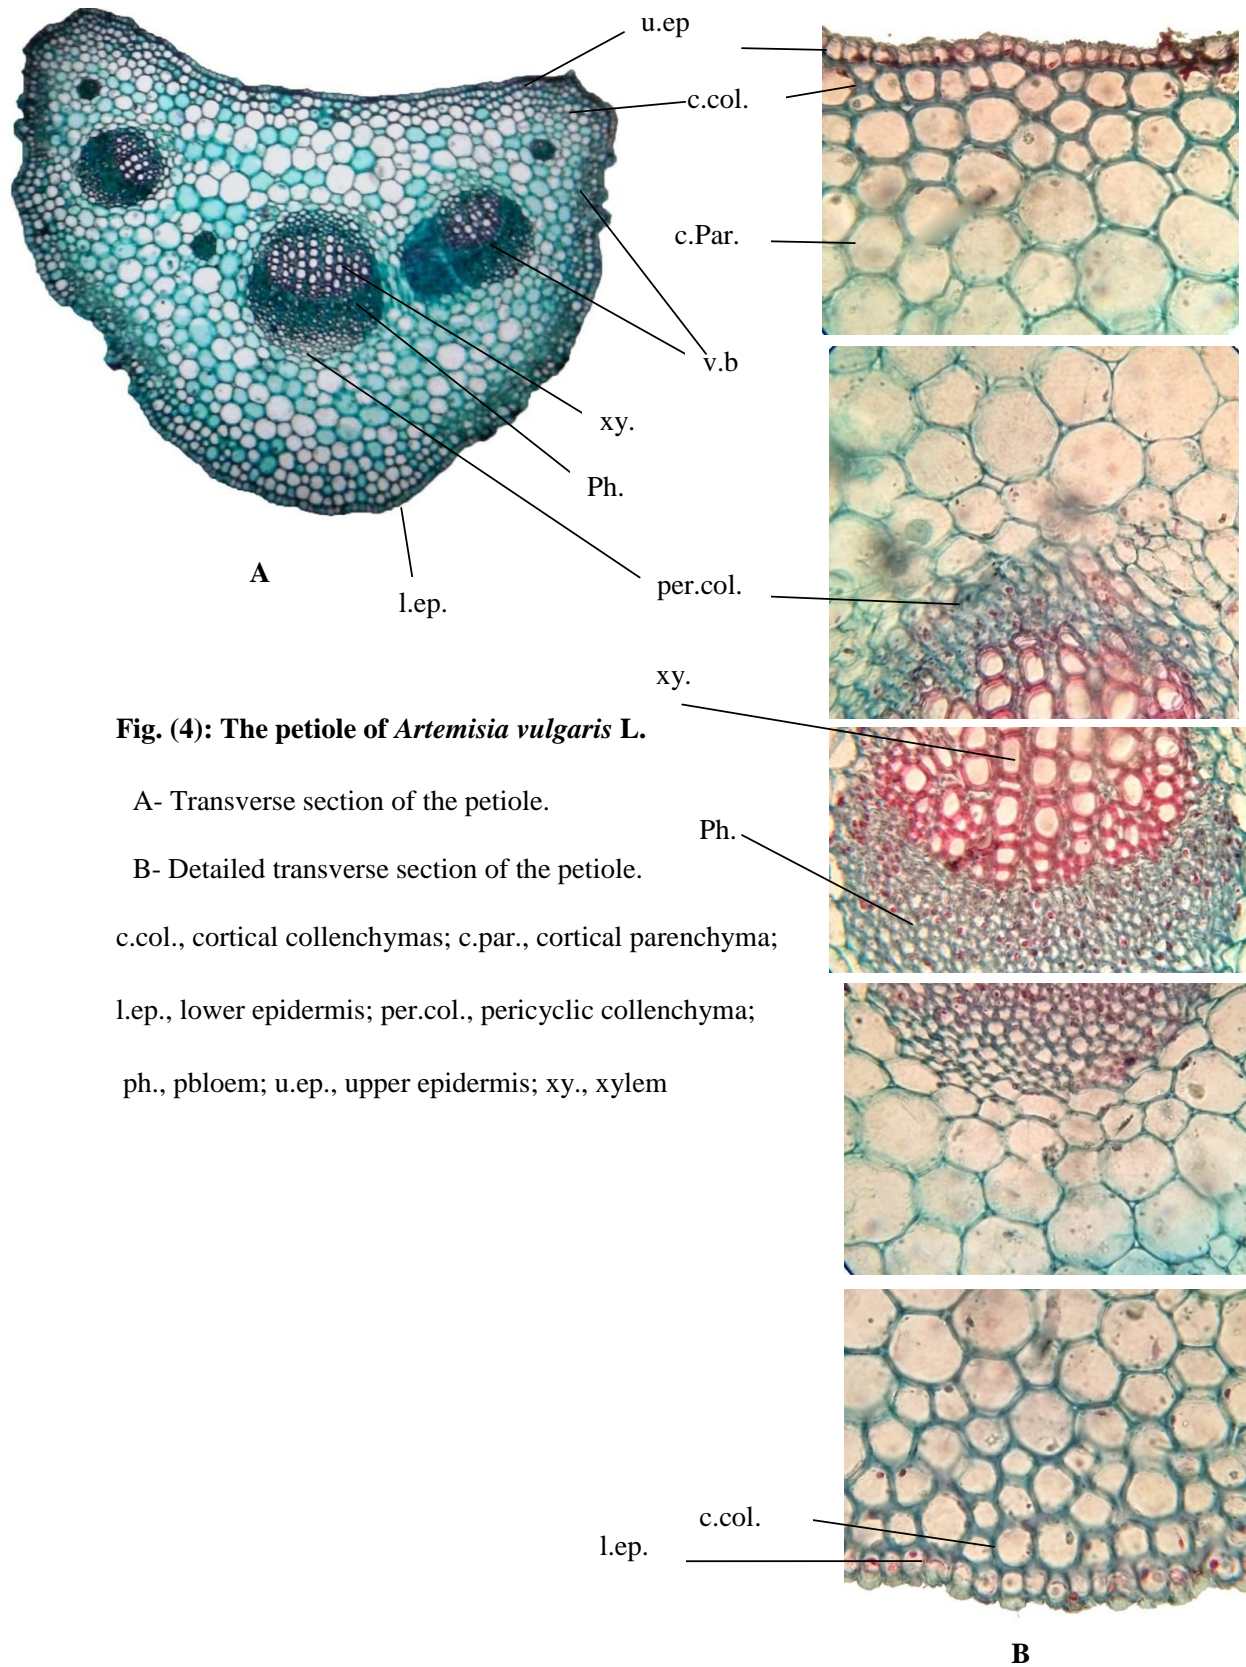 u.ep
c.col.
c.Par.
v.b
xy.
Ph.
A
l.ep.
per.col.
xy.
Fig. (4): The petiole of Artemisia vulgaris L.
A- Transverse section of the petiole.
Ph.
B- Detailed transverse section of the petiole.
c.col., cortical collenchymas; c.par., cortical parenchyma;
l.ep., lower epidermis; per.col., pericyclic collenchyma;
ph., pbloem; u.ep., upper epidermis; xy., xylem
c.col.
l.ep.
B